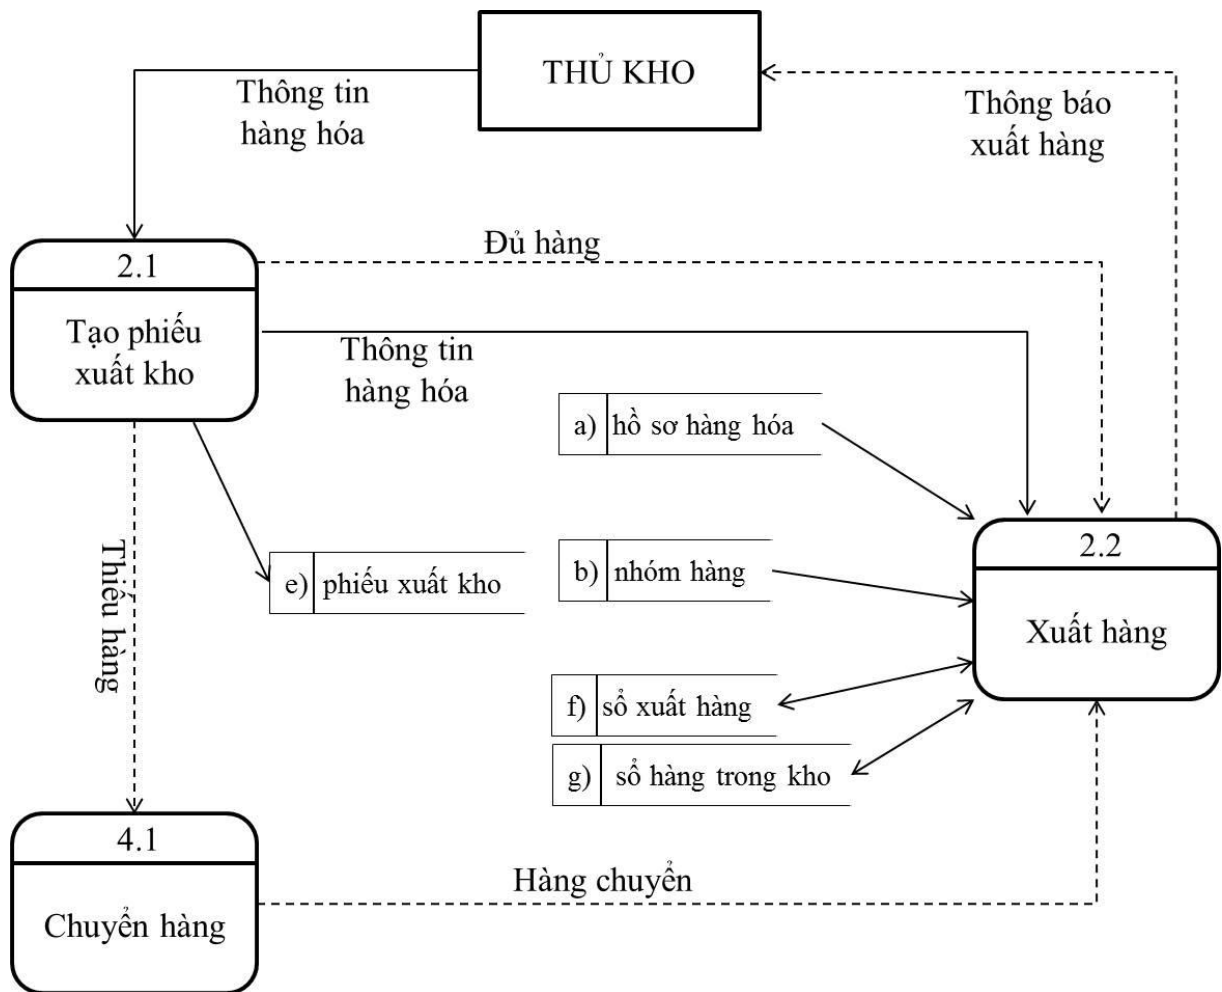 THỦ KHO
Thông tin
hàng hóa
Thông báo
xuất hàng
Đủ hàng
2.1
Tạo phiếu
xuất kho
Thông tin
hàng hóa
a) hồ sơ hàng hóa
2.2
Xuất hàng
b) nhóm hàng
e) phiếu xuất kho
Thiếu hàng
f) sổ xuất hàng
g) sổ hàng trong kho
4.1
Chuyển hàng
Hàng chuyển